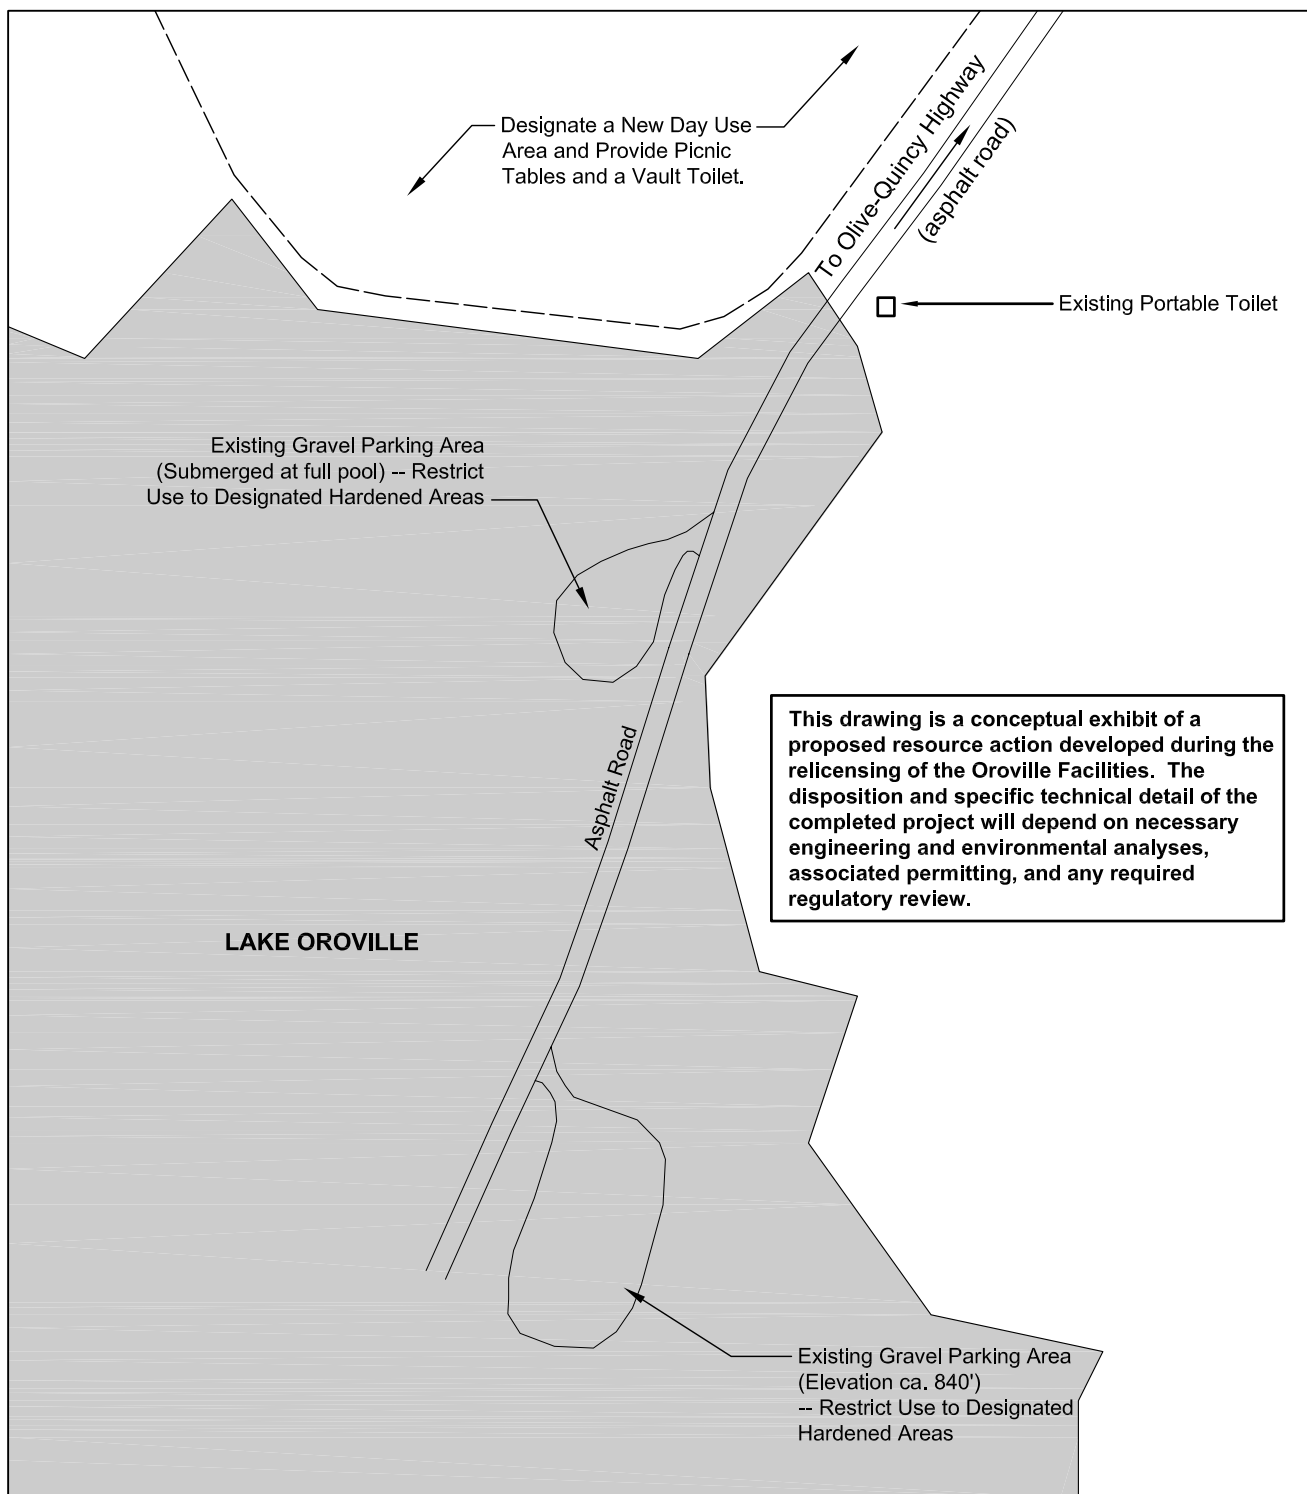 Designate a New Day Use
Area and Provide Picnic
Tables and a Vault Toilet.
To Olive-Quincy Highway
(asphalt road)
Existing Portable Toilet
Existing Gravel Parking Area
(Submerged at full pool) -- Restrict
Use to Designated Hardened Areas
Asphalt Road
This drawing is a conceptual exhibit of a
proposed resource action developed during the
relicensing of the Oroville Facilities.  The
disposition and specific technical detail of the
completed project will depend on necessary
engineering and environmental analyses,
associated permitting, and any required
regulatory review.
LAKE OROVILLE
Existing Gravel Parking Area
(Elevation ca. 840')
-- Restrict Use to Designated
Hardened Areas